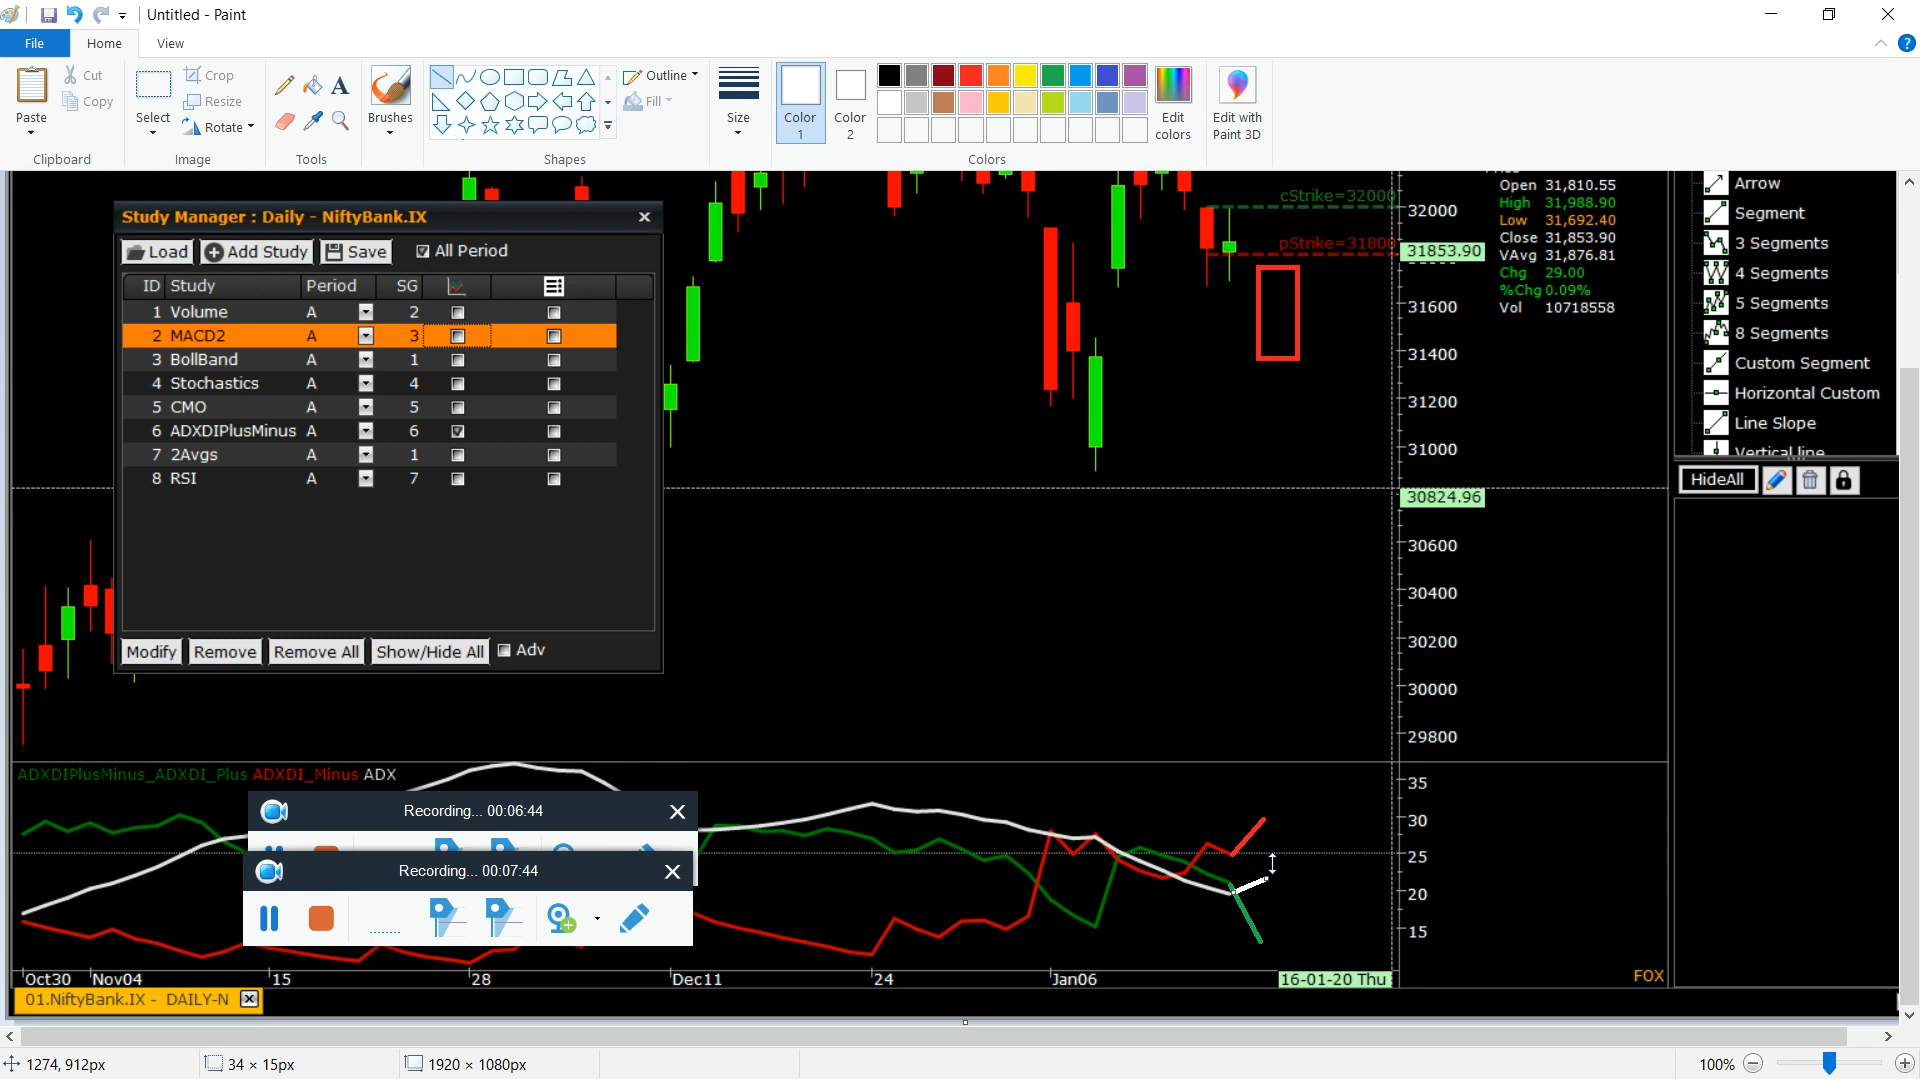 Untitled - Paint
File
Home
View
Paste
Cut
Copy
Clipboard
Select
Crop
Resize
Rotate
Image
Tools
Brushes
Outline
Fill
Shapes
Size
Color 1
Color 2
Edit colors
Edit with Paint 3D
Colors
Study Manager : Daily - NiftyBank.IX
Load
Add Study
Save
All Period
ID Study Period SG
1 Volume A 2
2 MACD2 A 3
3 BollBand A 1
4 Stochastics A 4
5 CMO A 5
6 ADXDIPlusMinus A 6
7 2Avgs A 1
8 RSI A 7
Modify
Remove
Remove All
Show/Hide All
Adv
cStrike=32000
pStrike=31800
32000
31853.90
31600
31400
31200
31000
30824.96
30600
30400
30200
30000
29800
Open 31,810.55
High 31,988.90
Low 31,692.40
Close 31,853.90
VAvg 31,876.81
Chg 29.00
%Chg 0.09%
Vol 10718558
Arrow
Segment
3 Segments
4 Segments
5 Segments
8 Segments
Custom Segment
Horizontal Custom
Line Slope
Vertical line
HideAll
ADXDIPlusMinus_ADXDI_Plus ADXDI_Minus ADX
35
30
25
20
15
Recording... 00:06:44
Recording... 00:07:44
Oct30
Nov04
15
28
Dec11
24
Jan06
16-01-20 Thu
FOX
01.NiftyBank.IX - DAILY-N
1274, 912px
34 × 15px
1920 × 1080px
100%